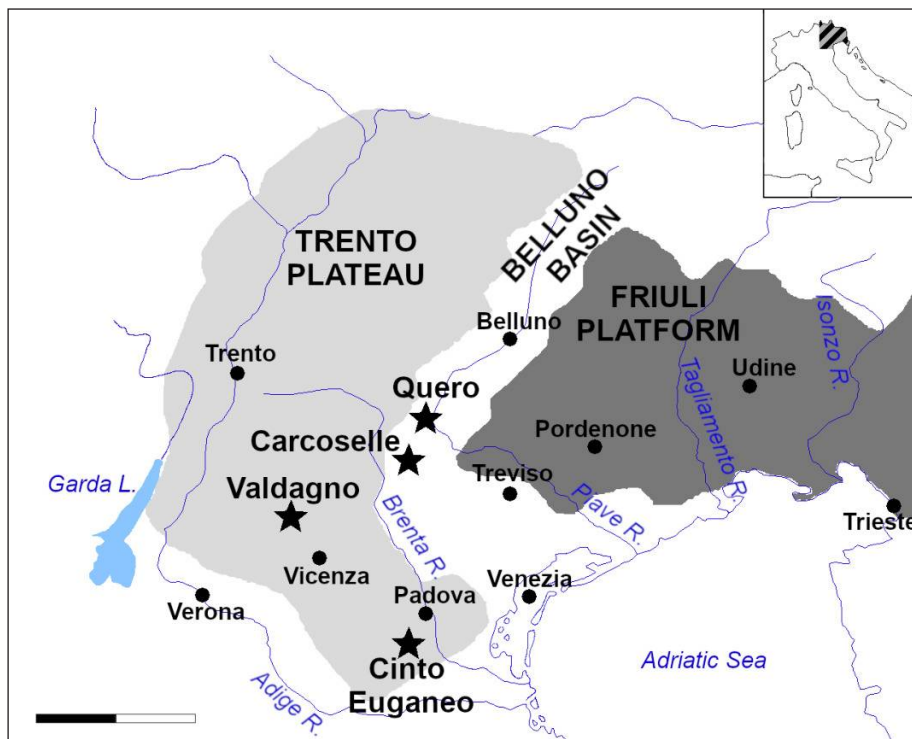 TRENTO
PLATEAU
BELLUNO
BASIN
FRIULI
PLATFORM
Isonzo R.
Belluno
Trento
Udine
Quero
Tagliamento R.
Pordenone
Carcoselle
Garda L.
Valdagno
Treviso
Brenta R.
Piave R.
Trieste
Vicenza
Venezia
Verona
Padova
Cinto
Euganeo
Adige R.
Adriatic Sea